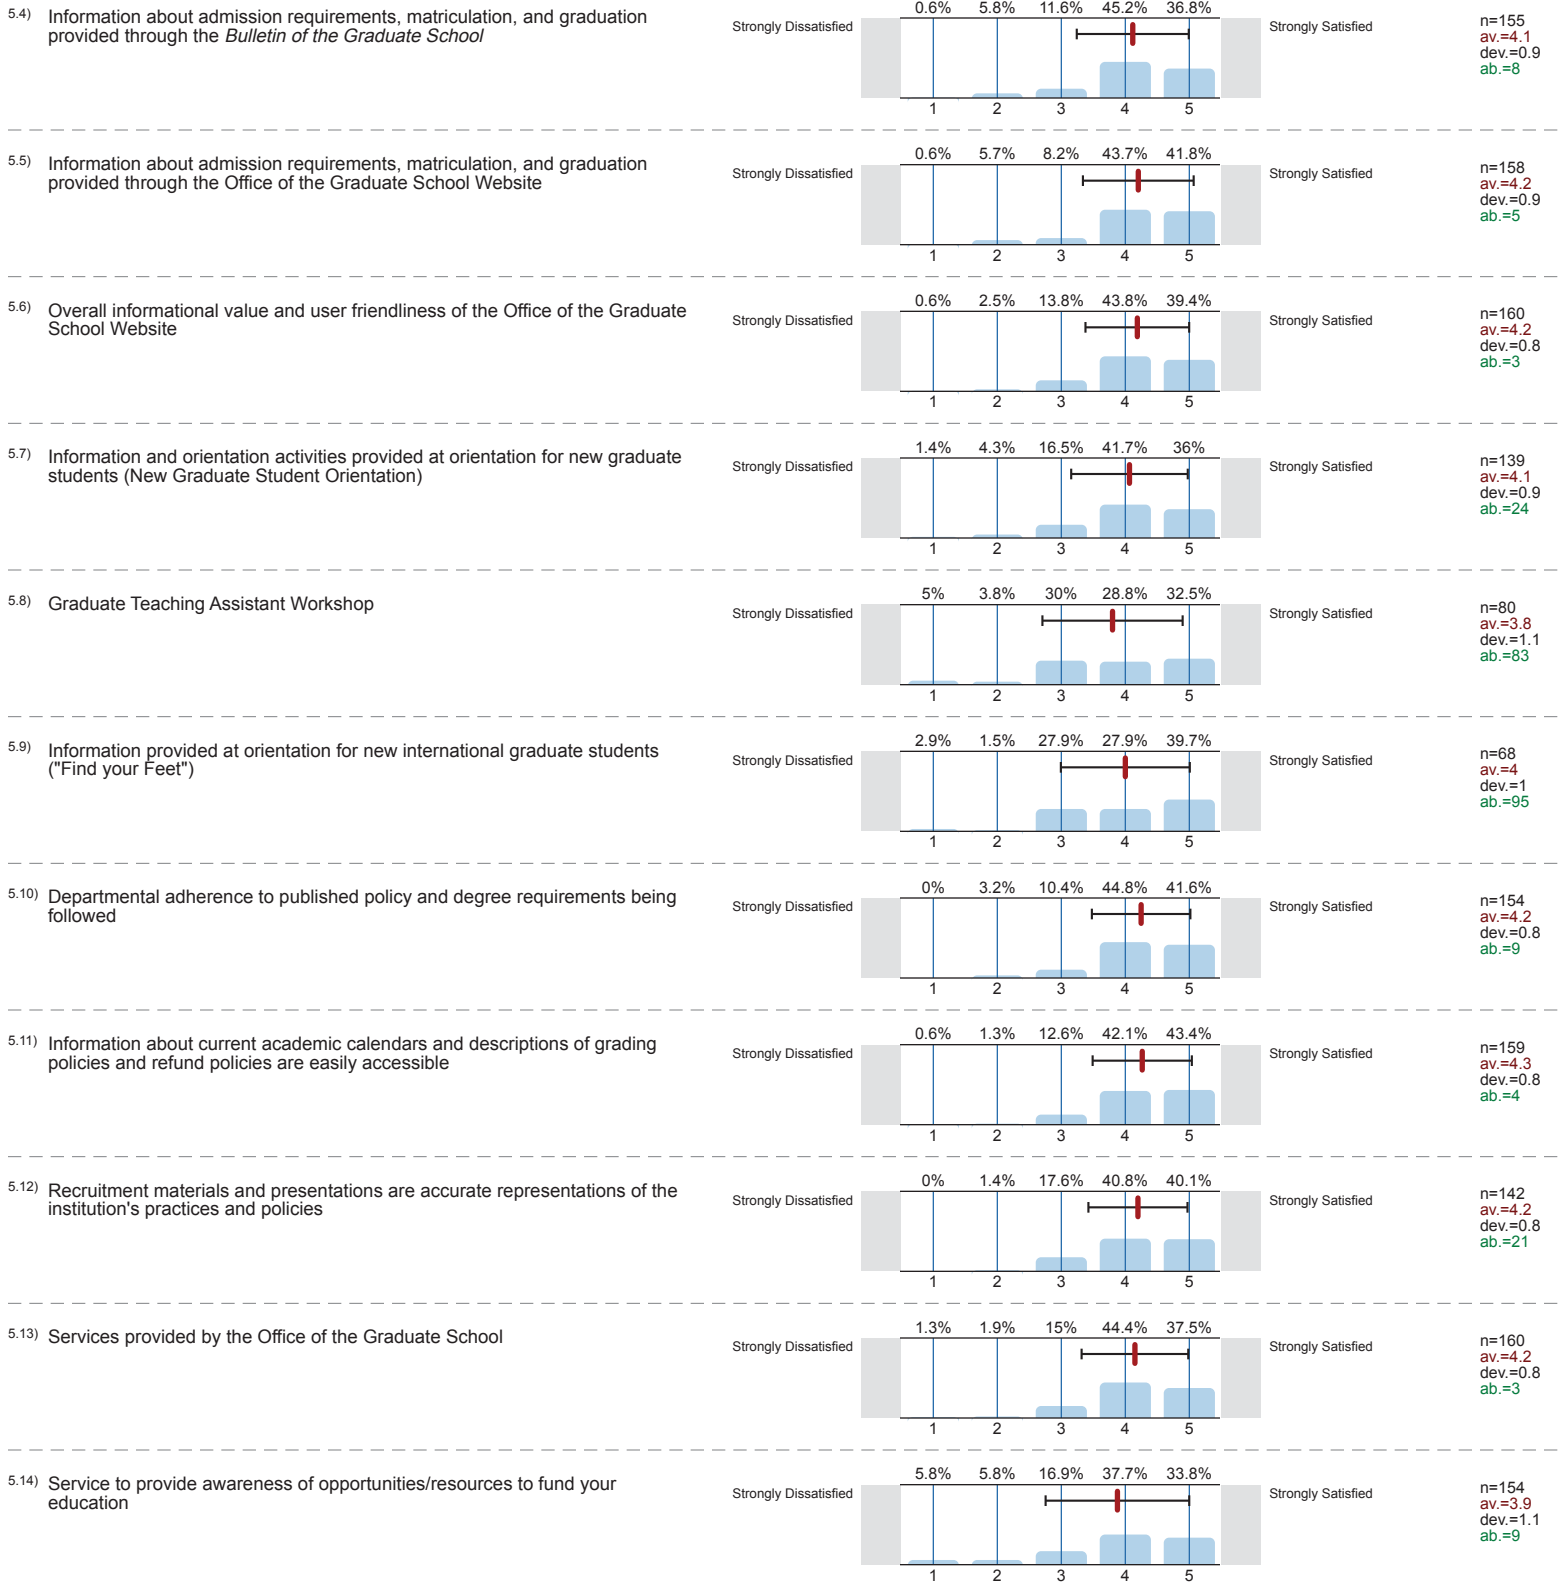 5.4) Information about admission requirements, matriculation, and graduation
provided through the Bulletin of the Graduate School
Strongly Dissatisfied
0.6% 5.8% 11.6% 45.2% 36.8%
1 2 3 4 5
Strongly Satisfied
n=155
av.=4.1
dev.=0.9
ab.=8
5.5) Information about admission requirements, matriculation, and graduation
provided through the Office of the Graduate School Website
Strongly Dissatisfied
0.6% 5.7% 8.2% 43.7% 41.8%
1 2 3 4 5
Strongly Satisfied
n=158
av.=4.2
dev.=0.9
ab.=5
5.6) Overall informational value and user friendliness of the Office of the Graduate
School Website
Strongly Dissatisfied
0.6% 2.5% 13.8% 43.8% 39.4%
1 2 3 4 5
Strongly Satisfied
n=160
av.=4.2
dev.=0.8
ab.=3
5.7) Information and orientation activities provided at orientation for new graduate
students (New Graduate Student Orientation)
Strongly Dissatisfied
1.4% 4.3% 16.5% 41.7% 36%
1 2 3 4 5
Strongly Satisfied
n=139
av.=4.1
dev.=0.9
ab.=24
5.8) Graduate Teaching Assistant Workshop
Strongly Dissatisfied
5% 3.8% 30% 28.8% 32.5%
1 2 3 4 5
Strongly Satisfied
n=80
av.=3.8
dev.=1.1
ab.=83
5.9) Information provided at orientation for new international graduate students
("Find your Feet")
Strongly Dissatisfied
2.9% 1.5% 27.9% 27.9% 39.7%
1 2 3 4 5
Strongly Satisfied
n=68
av.=4
dev.=1
ab.=95
5.10) Departmental adherence to published policy and degree requirements being
followed
Strongly Dissatisfied
0% 3.2% 10.4% 44.8% 41.6%
1 2 3 4 5
Strongly Satisfied
n=154
av.=4.2
dev.=0.8
ab.=9
5.11) Information about current academic calendars and descriptions of grading
policies and refund policies are easily accessible
Strongly Dissatisfied
0.6% 1.3% 12.6% 42.1% 43.4%
1 2 3 4 5
Strongly Satisfied
n=159
av.=4.3
dev.=0.8
ab.=4
5.12) Recruitment materials and presentations are accurate representations of the
institution's practices and policies
Strongly Dissatisfied
0% 1.4% 17.6% 40.8% 40.1%
1 2 3 4 5
Strongly Satisfied
n=142
av.=4.2
dev.=0.8
ab.=21
5.13) Services provided by the Office of the Graduate School
Strongly Dissatisfied
1.3% 1.9% 15% 44.4% 37.5%
1 2 3 4 5
Strongly Satisfied
n=160
av.=4.2
dev.=0.8
ab.=3
5.14) Service to provide awareness of opportunities/resources to fund your
education
Strongly Dissatisfied
5.8% 5.8% 16.9% 37.7% 33.8%
1 2 3 4 5
Strongly Satisfied
n=154
av.=3.9
dev.=1.1
ab.=9